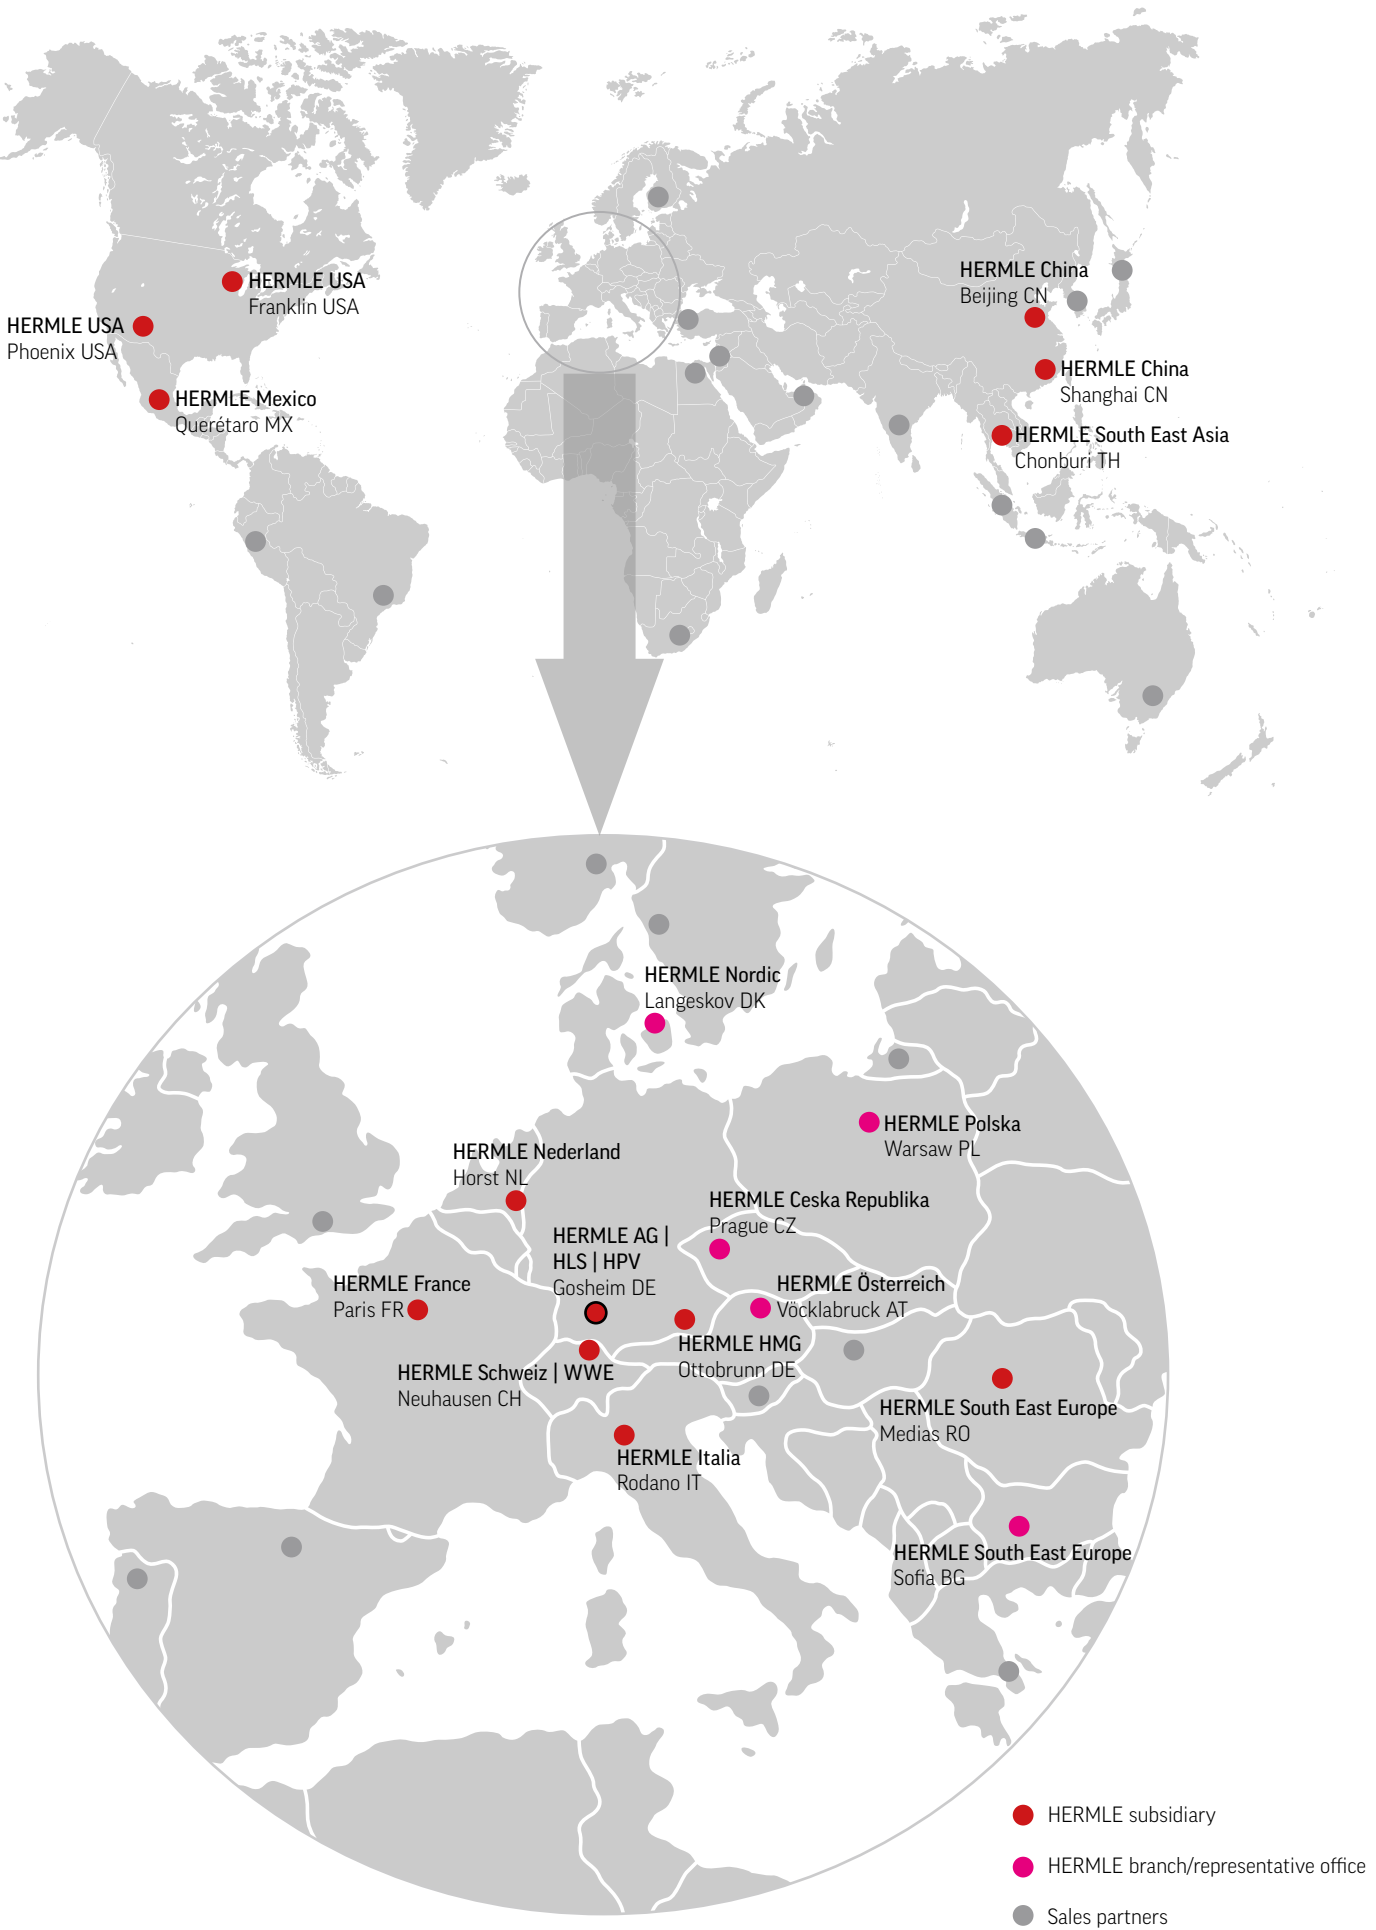 HERMLE China
Beijing CN
HERMLE USA
Franklin USA
HERMLE USA
Phoenix USA
HERMLE China
Shanghai CN
HERMLE Mexico
Querétaro MX
HERMLE South East Asia
Chonburi TH
HERMLE Nordic
Langeskov DK
HERMLE Polska
Warsaw PL
HERMLE Nederland
Horst NL
HERMLE Ceska Republika
Prague CZ
HERMLE AG |
HLS | HPV
Gosheim DE
HERMLE France
Paris FR
HERMLE Österreich
Vöcklabruck AT
HERMLE HMG
Ottobrunn DE
HERMLE Schweiz | WWE
Neuhausen CH
HERMLE South East Europe
Medias RO
HERMLE Italia
Rodano IT
HERMLE South East Europe
Sofia BG
HERMLE subsidiary
HERMLE branch/representative office
Sales partners